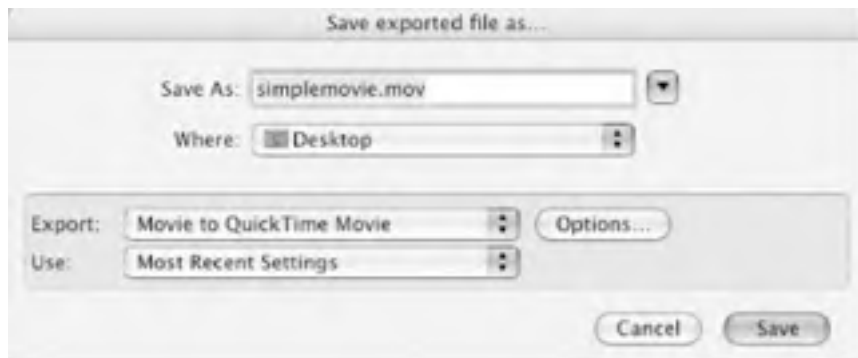 Save exported file as...
Save As: simplemovie.mov
Where: Desktop
Export: Movie to QuickTime Movie Options...
Use: Most Recent Settings
Cancel Save